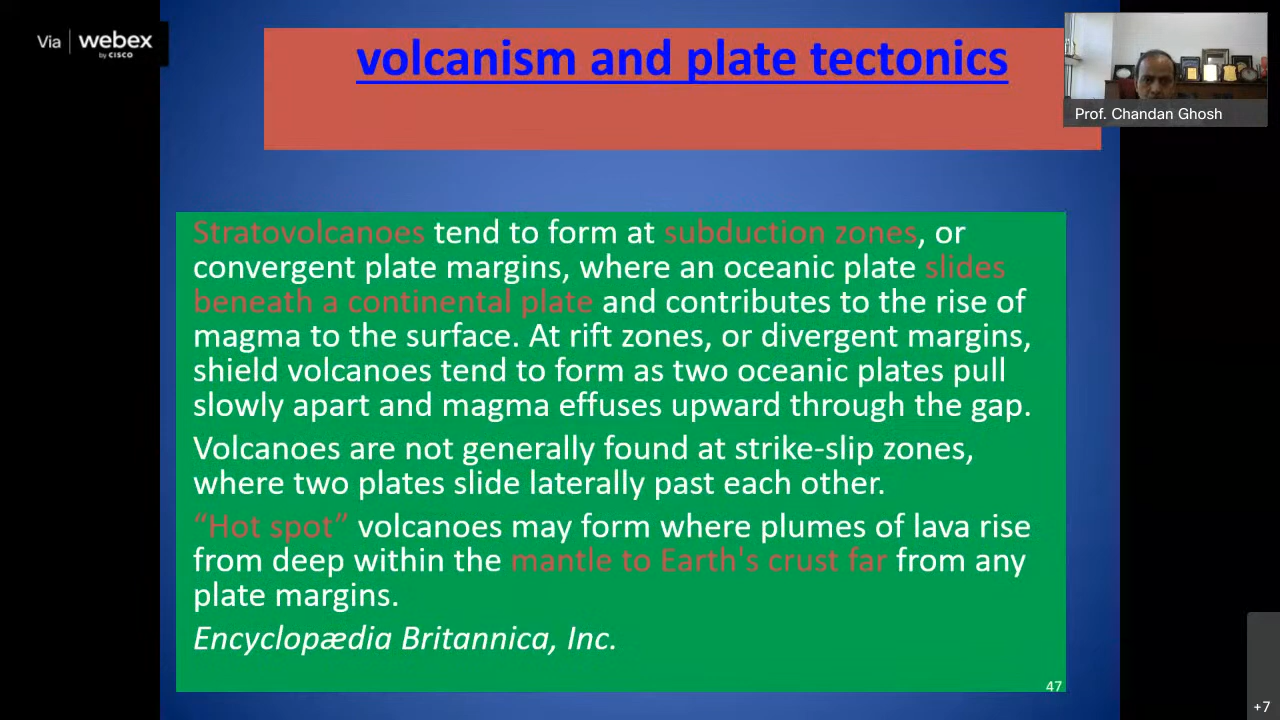 Via webex
by CISCO
volcanism and plate tectonics
Prof. Chandan Ghosh
Stratovolcanoes tend to form at subduction zones, or
convergent plate margins, where an oceanic plate slides
beneath a continental plate and contributes to the rise of
magma to the surface. At rift zones, or divergent margins,
shield volcanoes tend to form as two oceanic plates pull
slowly apart and magma effuses upward through the gap.
Volcanoes are not generally found at strike-slip zones,
where two plates slide laterally past each other.
“Hot spot” volcanoes may form where plumes of lava rise
from deep within the mantle to Earth's crust far from any
plate margins.
Encyclopædia Britannica, Inc.
47
+7